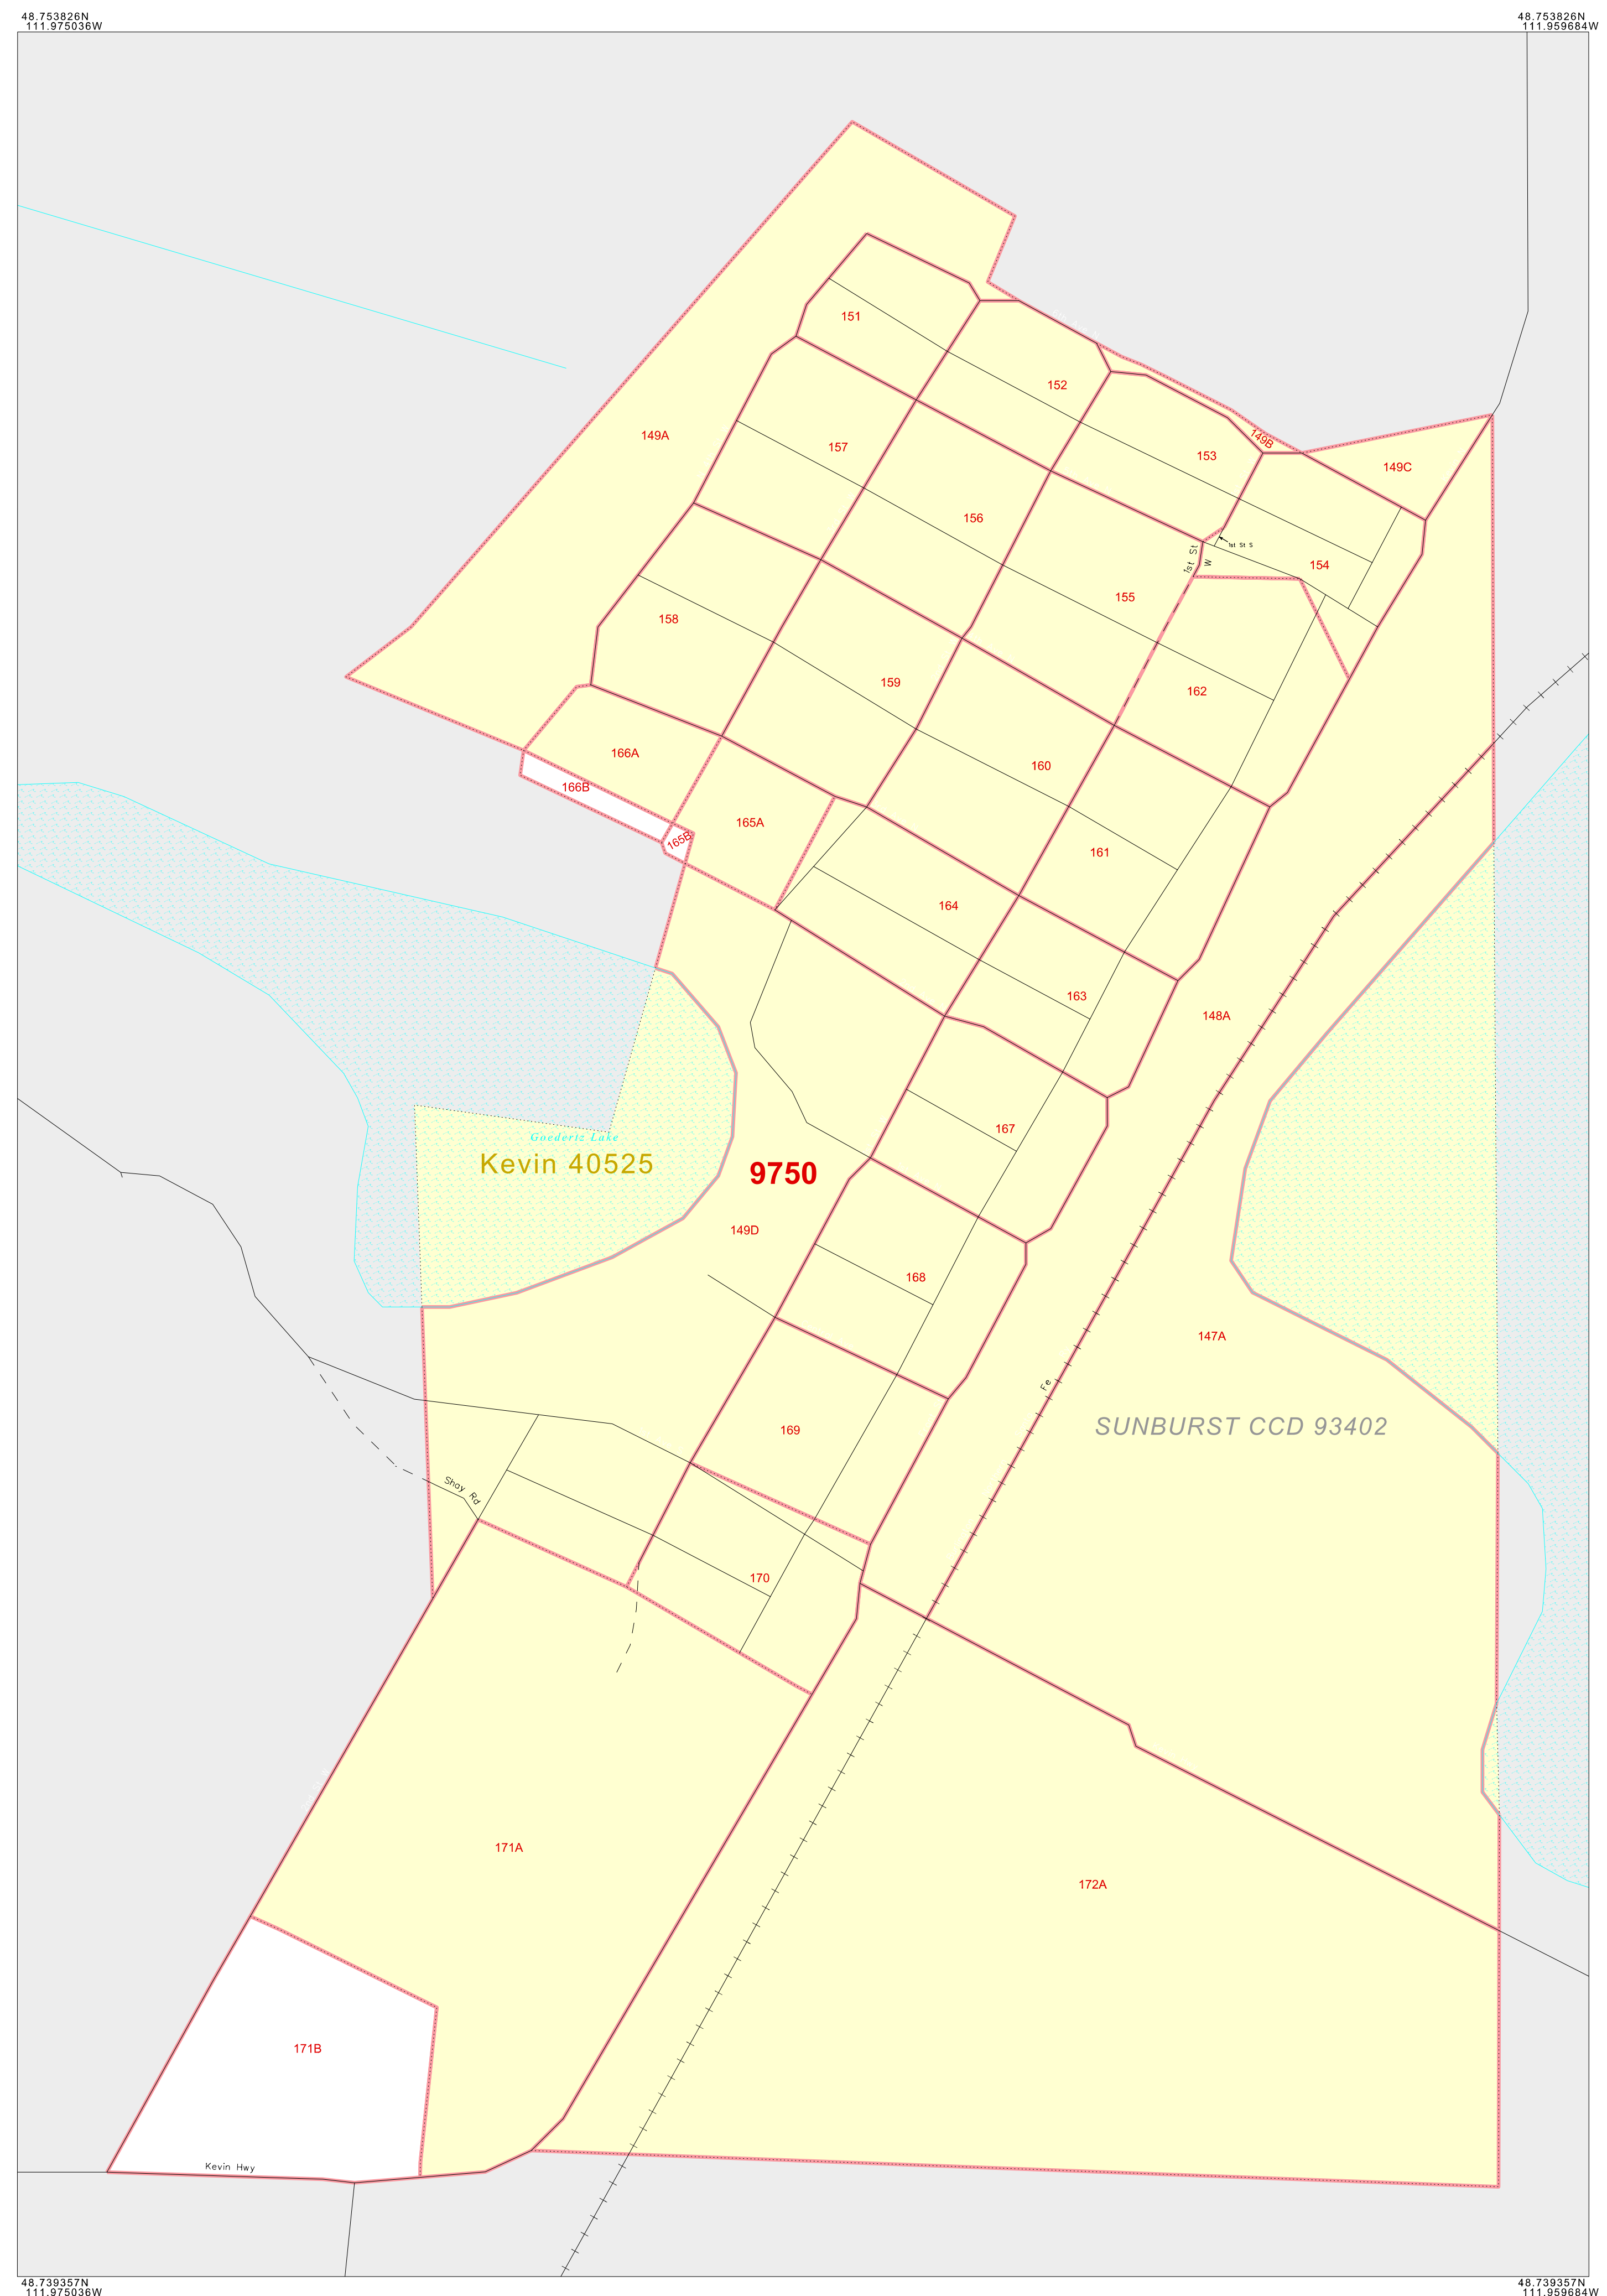 48.753826N
111.975036W
48.753826N
111.959684W
151
152
149A
157
153
149B
149C
156
1st St S
1st St
W
154
155
158
159
162
166A
160
166B
165A
165B
161
164
163
148A
167
Goedertz Lake
Kevin 40525
9750
149D
168
147A
Fe
SUNBURST CCD 93402
169
Shay Rd
170
171A
172A
171B
Kevin Hwy
48.739357N
111.975036W
48.739357N
111.959684W